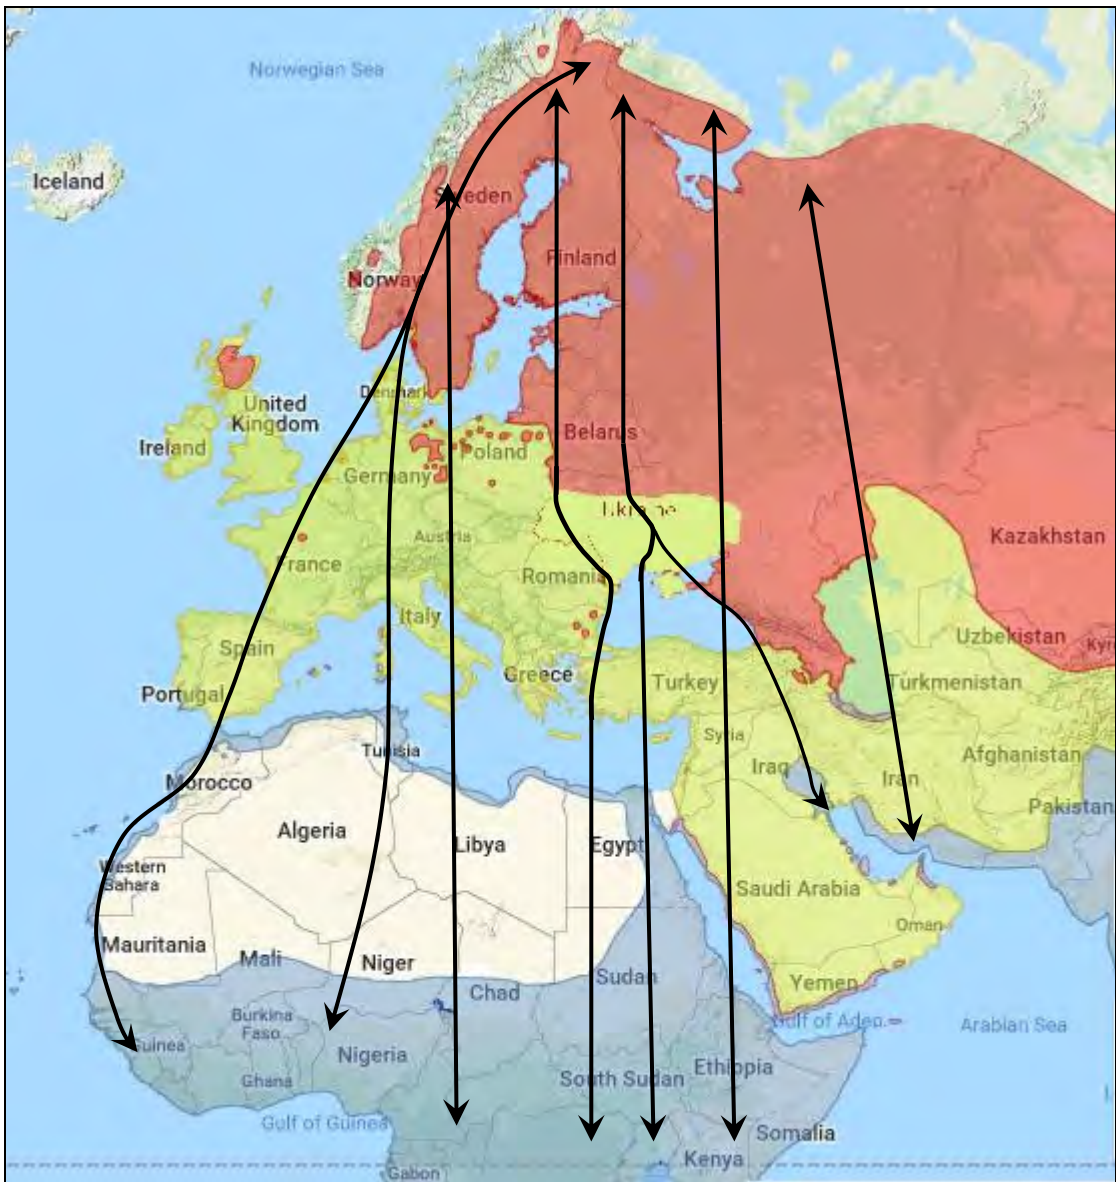 Norwegian Sea
Iceland
Sweden
Finland
Norway
Denmark
United
Kingdom
Ireland
Belarus
Poland
Germany
Ukraine
Kazakhstan
Austria
France
Romania
Italy
Uzbekistan
Spain
Greece
Turkey
Türkmenistan
Portugal
Syria
Tunisia
Afghanistan
Iraq
Iran
Morocco
Pakistan
Algeria
Libya
Egypt
Western
Sahara
Saudi Arabia
Oman
Mauritania
Mali
Niger
Sudan
Yemen
Chad
Gulf of Aden
Arabian Sea
Burkina
Faso
Guinea
Nigeria
Ethiopia
Ghana
South Sudan
Gulf of Guinea
Somalia
Kenya
Gabon